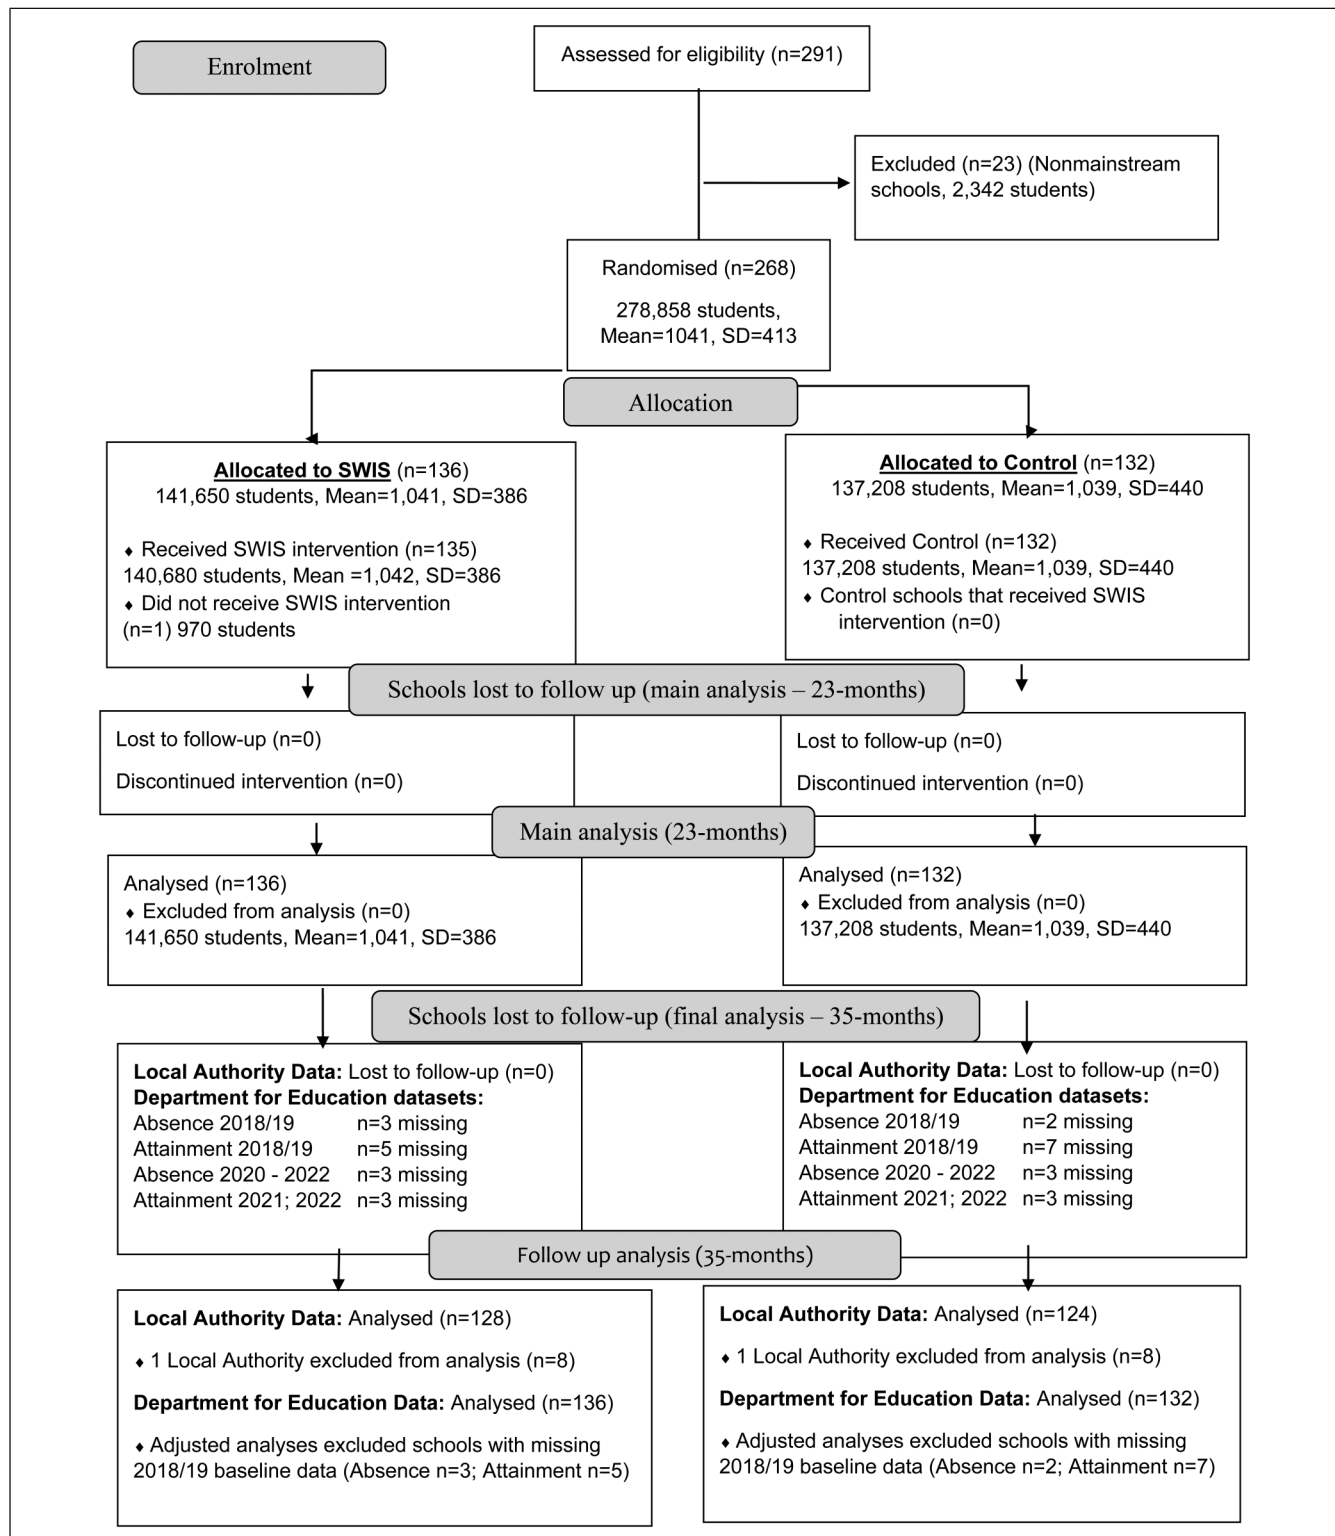 Enrolment
Assessed for eligibility (n=291)
Excluded (n=23) (Nonmainstream
schools, 2,342 students)
Randomised (n=268)
278,858 students,
Mean=1041, SD=413
Allocation
Allocated to SWIS (n=136)
141,650 students, Mean=1,041, SD=386
♦ Received SWIS intervention (n=135)
140,680 students, Mean =1,042, SD=386
♦ Did not receive SWIS intervention
(n=1) 970 students
Allocated to Control (n=132)
137,208 students, Mean=1,039, SD=440
♦ Received Control (n=132)
137,208 students, Mean=1,039, SD=440
♦ Control schools that received SWIS
intervention (n=0)
Schools lost to follow up (main analysis – 23-months)
Lost to follow-up (n=0)
Discontinued intervention (n=0)
Lost to follow-up (n=0)
Discontinued intervention (n=0)
Main analysis (23-months)
Analysed (n=136)
♦ Excluded from analysis (n=0)
141,650 students, Mean=1,041, SD=386
Analysed (n=132)
♦ Excluded from analysis (n=0)
137,208 students, Mean=1,039, SD=440
Schools lost to follow-up (final analysis – 35-months)
Local Authority Data: Lost to follow-up (n=0)
Department for Education datasets:
Absence 2018/19 n=3 missing
Attainment 2018/19 n=5 missing
Absence 2020 - 2022 n=3 missing
Attainment 2021; 2022 n=3 missing
Local Authority Data: Lost to follow-up (n=0)
Department for Education datasets:
Absence 2018/19 n=2 missing
Attainment 2018/19 n=7 missing
Absence 2020 - 2022 n=3 missing
Attainment 2021; 2022 n=3 missing
Follow up analysis (35-months)
Local Authority Data: Analysed (n=128)
♦ 1 Local Authority excluded from analysis (n=8)
Department for Education Data: Analysed (n=136)
♦ Adjusted analyses excluded schools with missing
2018/19 baseline data (Absence n=3; Attainment n=5)
Local Authority Data: Analysed (n=124)
♦ 1 Local Authority excluded from analysis (n=8)
Department for Education Data: Analysed (n=132)
♦ Adjusted analyses excluded schools with missing
2018/19 baseline data (Absence n=2; Attainment n=7)